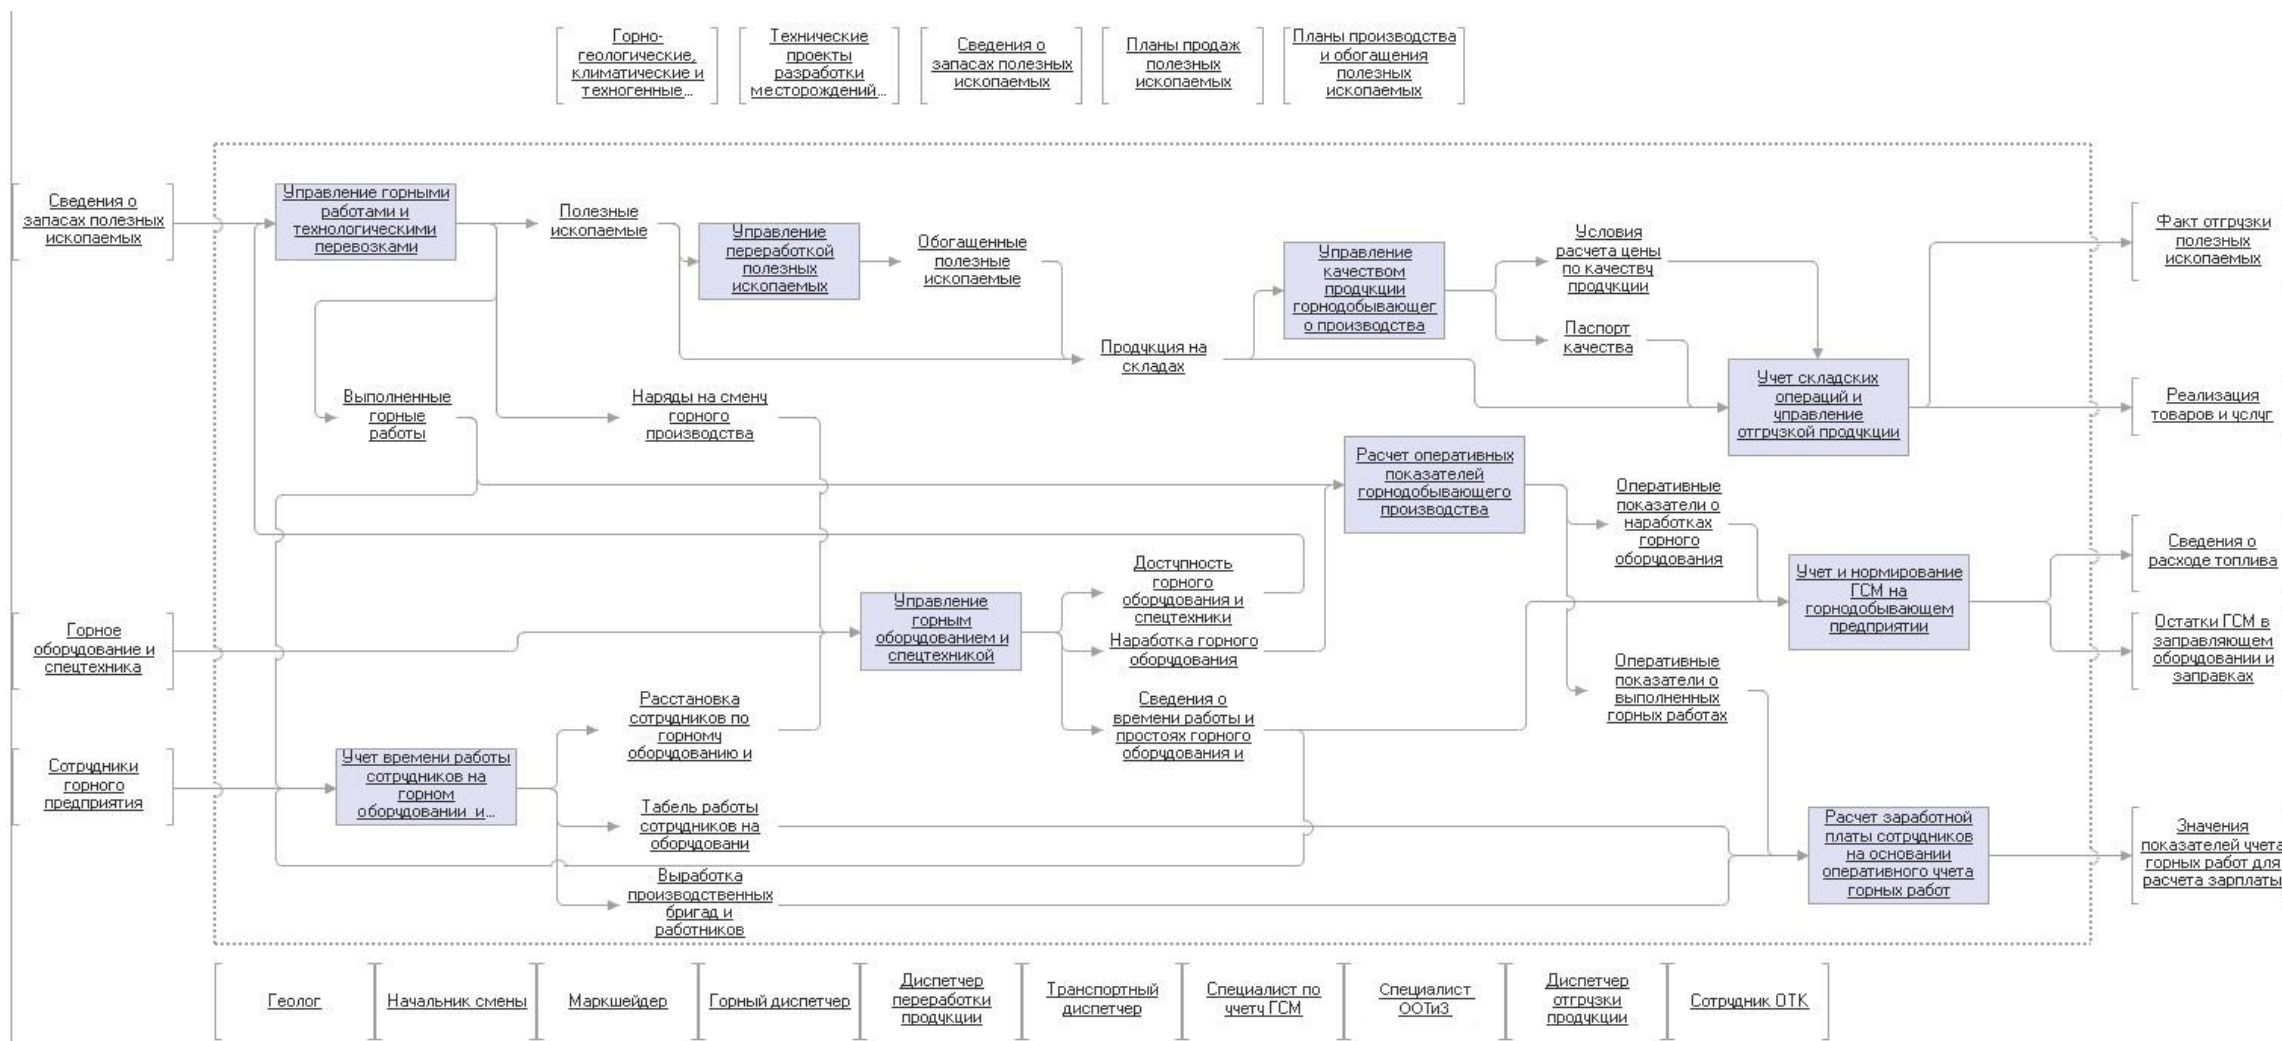 Горно-
геологические,
климатические и
техногенные...
Технические
проекты
разработки
месторождений...
Сведения о
запасах полезных
ископаемых
Планы продаж
полезных
ископаемых
Планы производства
и обогащения
полезных
ископаемых
Сведения о
запасах полезных
ископаемых
Управление горными
работами и
технологическими
перевозками
Полезные
ископаемые
Управление
переработкой
полезных
ископаемых
Обогащенные
полезные
ископаемые
Управление
качеством
продукции
горнодобывающег
о производства
Условия
расчета цены
по качеству
продукции
Паспорт
качества
Факт отгрузки
полезных
ископаемых
Продукция на
складах
Учет складских
операций и
управление
отгрузкой продукции
Реализация
товаров и услуг
Выполненные
горные
работы
Наряды на смену
горного
производства
Расчет оперативных
показателей
горнодобывающего
производства
Оперативные
показатели о
наработках
горного
оборудования
Сведения о
расходе топлива
Доступность
горного
оборудования и
спецтехники
Учет и нормирование
ГСМ на
горнодобывающем
предприятии
Горное
оборудование и
спецтехника
Управление
горным
оборудованием и
спецтехникой
Наработка горного
оборудования
Остатки ГСМ в
заправляющем
оборудовании и
заправках
Оперативные
показатели о
выполненных
горных работах
Расстановка
сотрудников по
горному
оборудованию и
Сведения о
времени работы и
простоях горного
оборудования и
Сотрудники
горного
предприятия
Учет времени работы
сотрудников на
горном
оборудовании и...
Табель работы
сотрудников на
оборудовани
Расчет заработной
платы сотрудников
на основании
оперативного учета
горных работ
Значения
показателей учета
горных работ для
расчета зарплаты
Выработка
производственных
бригад и
работников
Геолог
Начальник смены
Маркшейдер
Горный диспетчер
Диспетчер
переработки
продукции
Транспортный
диспетчер
Специалист по
учету ГСМ
Специалист
ООТиЗ
Диспетчер
отгрузки
продукции
Сотрудник ОТК